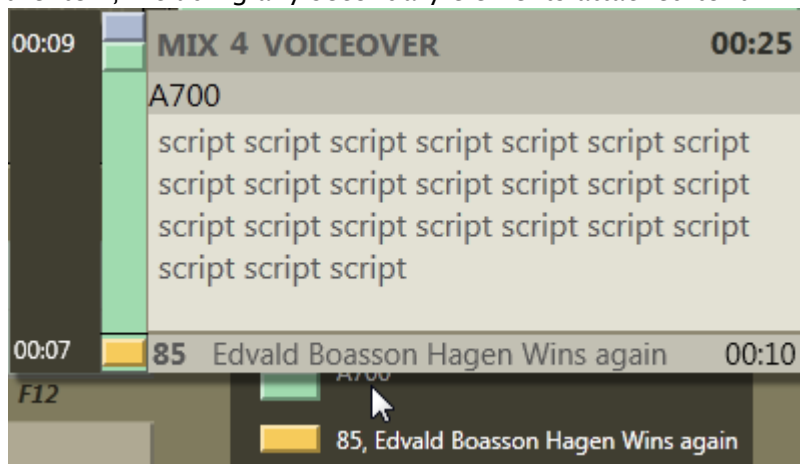 00:09 MIX 4 VOICEOVER 00:25
A700
script script script script script script script
script script script script script script script
script script script script script script script
script script script
00:07 85 Edvald Boasson Hagen Wins again 00:10
F12 A700
85, Edvald Boasson Hagen Wins again